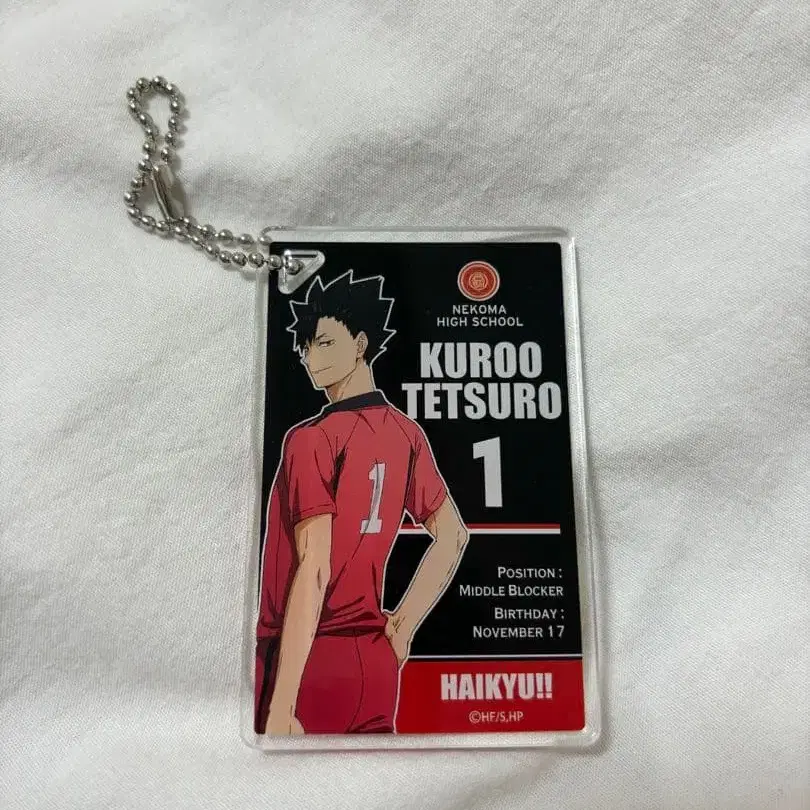 NEKOMA
HIGH SCHOOL
KUROO
TETSURO
1
1
POSITION :
MIDDLE BLOCKER
BIRTHDAY :
NOVEMBER 17
HAIKYU!!
©HF/S,HP